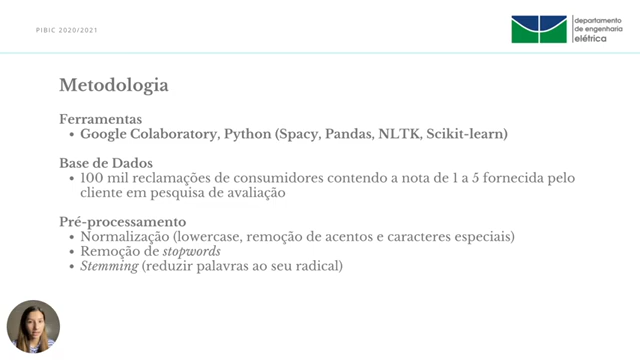 PIBIC 2020/2021
departamento
de engenharia
elétrica
Metodologia
Ferramentas
• Google Colaboratory, Python (Spacy, Pandas, NLTK, Scikit-learn)
Base de Dados
• 100 mil reclamações de consumidores contendo a nota de 1 a 5 fornecida pelo
cliente em pesquisa de avaliação
Pré-processamento
• Normalização (lowercase, remoção de acentos e caracteres especiais)
• Remoção de stopwords
• Stemming (reduzir palavras ao seu radical)